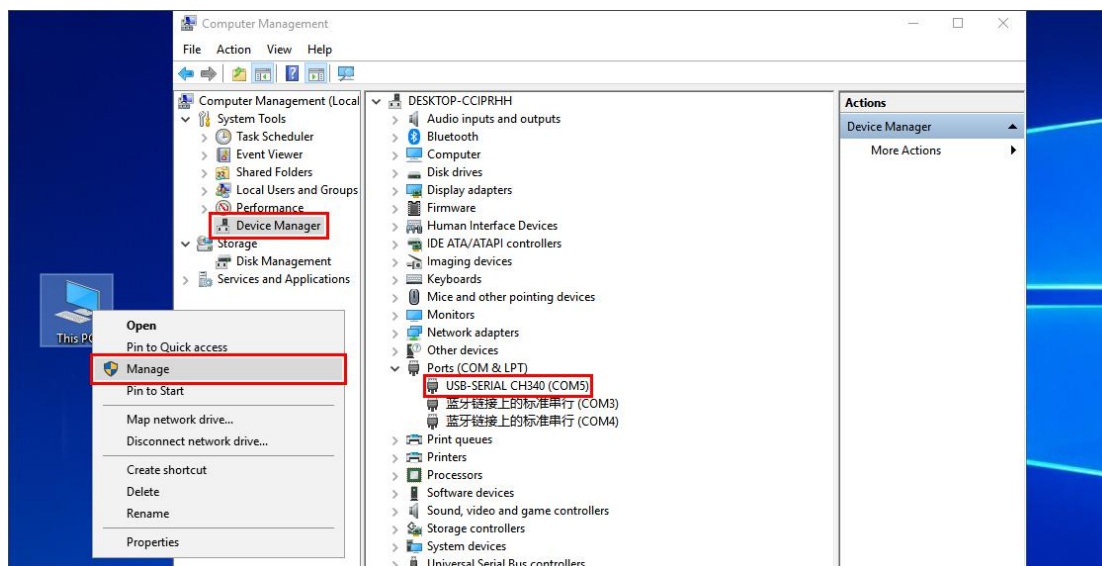 Computer Management
File Action View Help
Computer Management (Local
System Tools
Task Scheduler
Event Viewer
Shared Folders
Local Users and Groups
Performance
Device Manager
Storage
Disk Management
Services and Applications
DESKTOP-CCIPRHH
Audio inputs and outputs
Bluetooth
Computer
Disk drives
Display adapters
Firmware
Human Interface Devices
IDE ATA/ATAPI controllers
Imaging devices
Keyboards
Mice and other pointing devices
Monitors
Network adapters
Other devices
Ports (COM & LPT)
USB-SERIAL CH340 (COM5)
蓝牙链接上的标准串行 (COM3)
蓝牙链接上的标准串行 (COM4)
Print queues
Printers
Processors
Software devices
Sound, video and game controllers
Storage controllers
System devices
Universal Serial Bus controllers
Actions
Device Manager
More Actions
This PC
Open
Pin to Quick access
Manage
Pin to Start
Map network drive...
Disconnect network drive...
Create shortcut
Delete
Rename
Properties